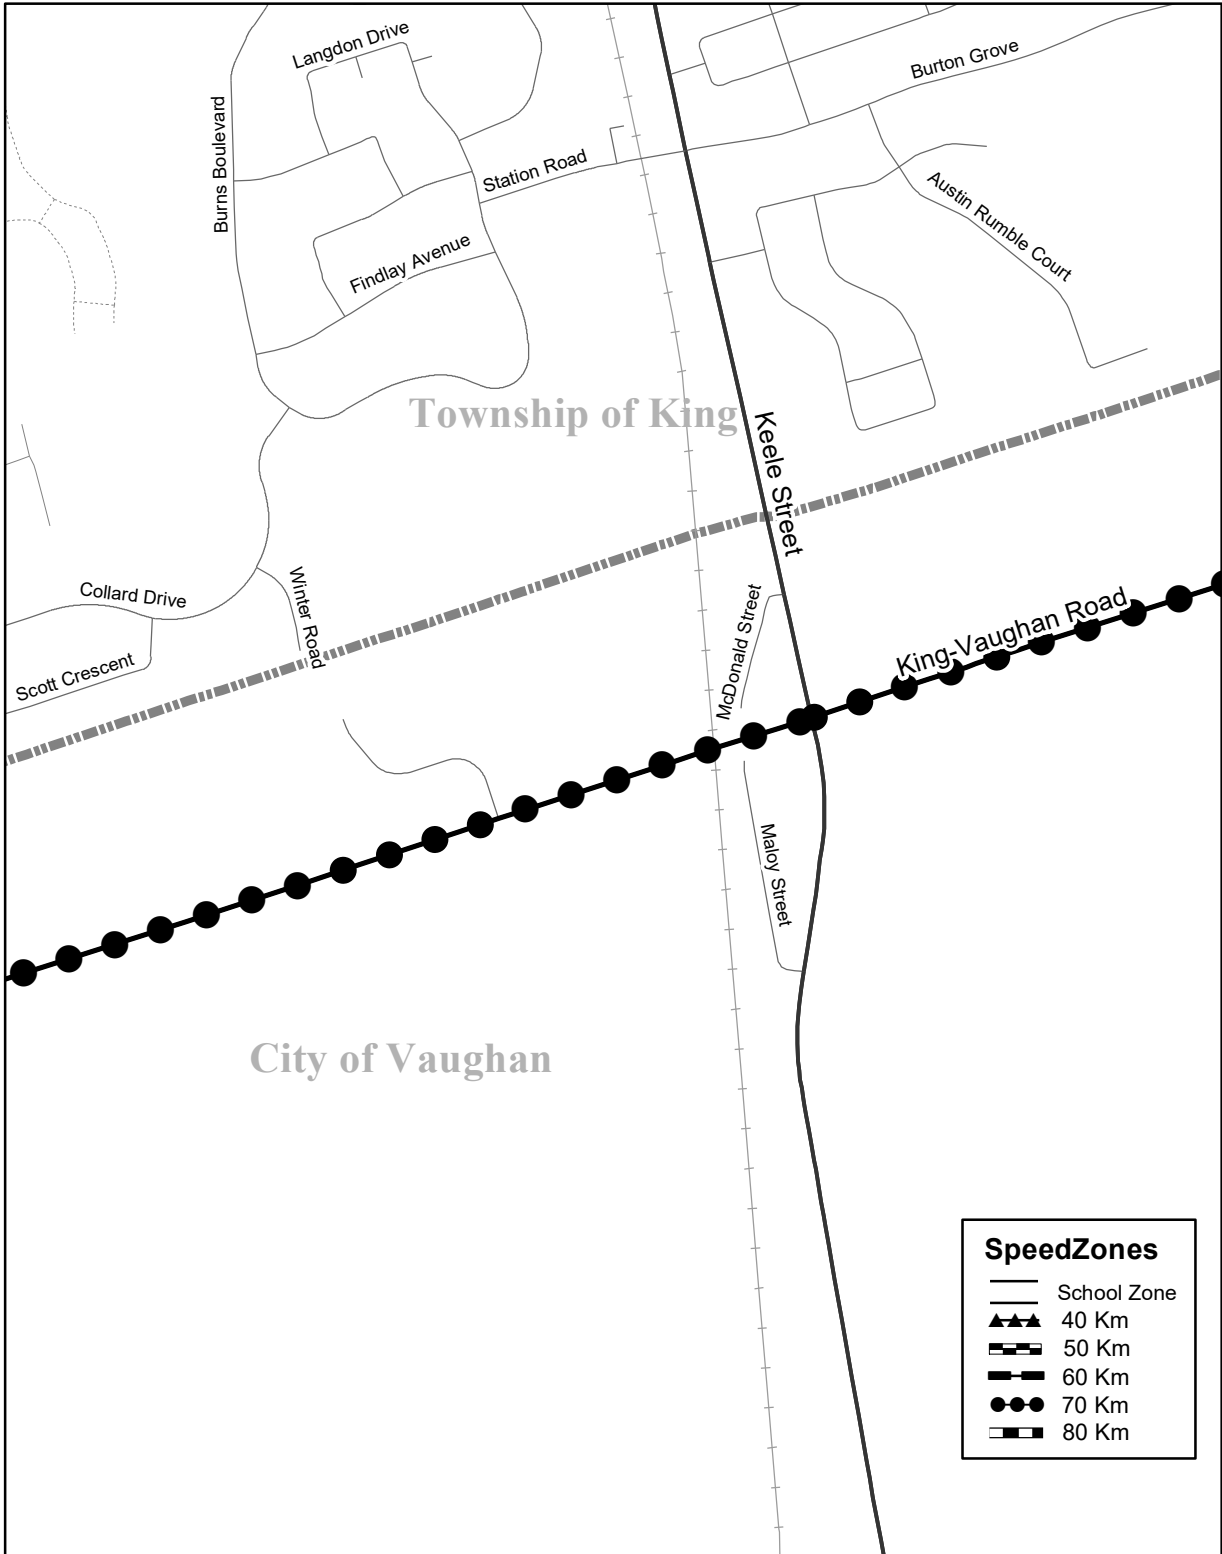 Langdon Drive
Burton Grove
Burns Boulevard
Station Road
Austin Rumble Court
Findlay Avenue
Township of King
Keele Street
Collard Drive
Winter Road
McDonald Street
King-Vaughan Road
Scott Crescent
Maloy Street
City of Vaughan
SpeedZones
School Zone
40 Km
50 Km
60 Km
70 Km
80 Km